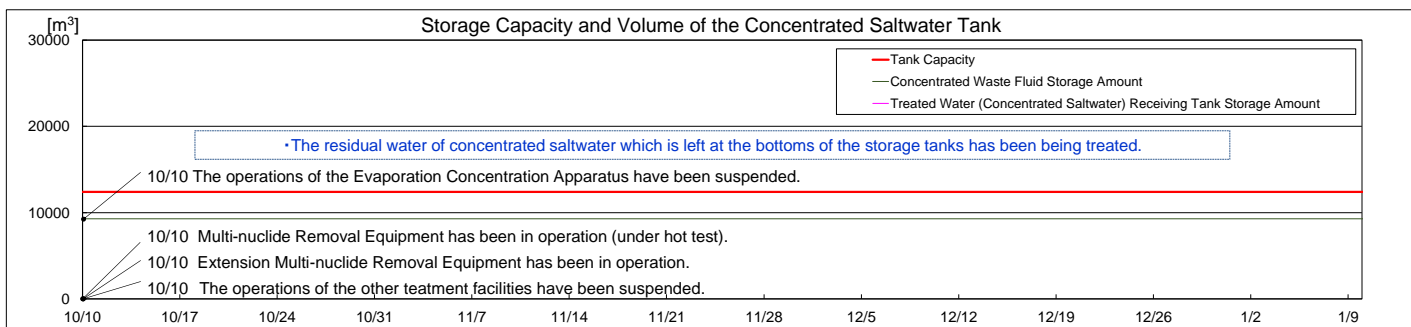 Storage Capacity and Volume of the Concentrated Saltwater Tank
[m³]
30000
Tank Capacity
Concentrated Waste Fluid Storage Amount
Treated Water (Concentrated Saltwater) Receiving Tank Storage Amount
20000
・The residual water of concentrated saltwater which is left at the bottoms of the storage tanks has been being treated.
10/10 The operations of the Evaporation Concentration Apparatus have been suspended.
10000
10/10 Multi-nuclide Removal Equipment has been in operation (under hot test).
10/10 Extension Multi-nuclide Removal Equipment has been in operation.
10/10 The operations of the other teatment facilities have been suspended.
0
10/10 10/17 10/24 10/31 11/7 11/14 11/21 11/28 12/5 12/12 12/19 12/26 1/2 1/9